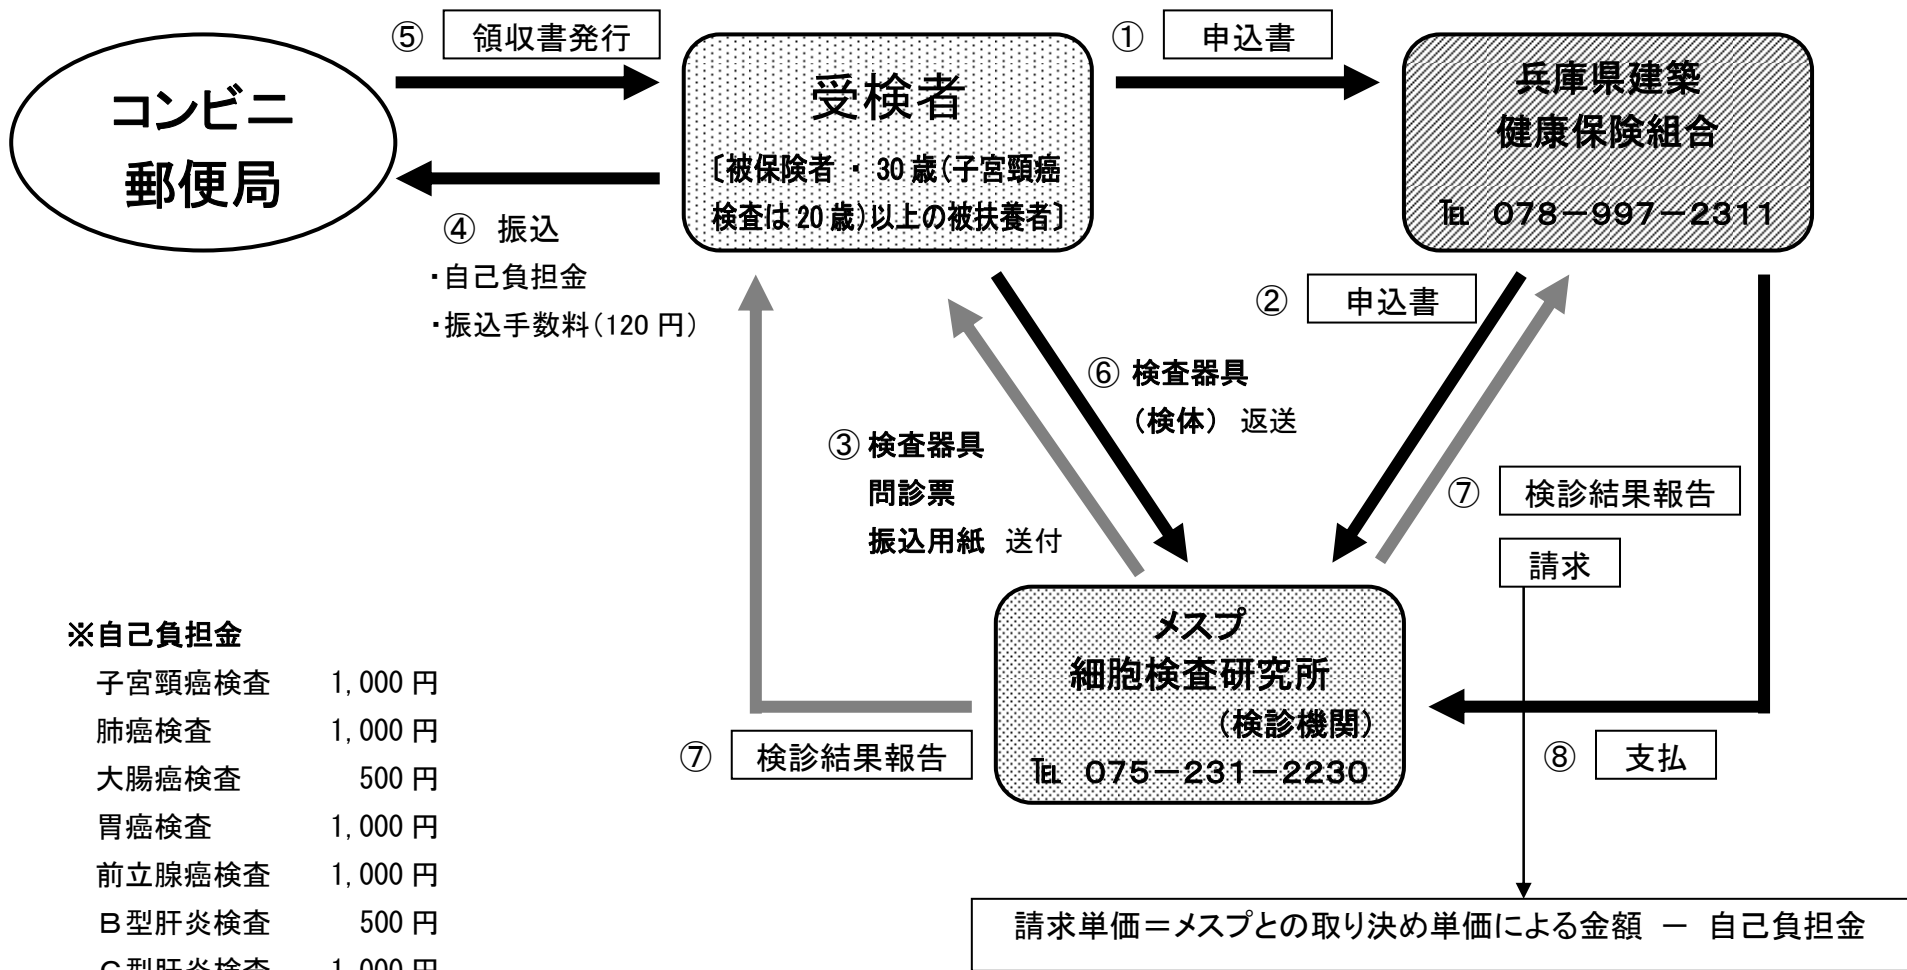 ⑤ 領収書発行
① 申込書
コンビニ
郵便局
受検者
〔被保険者 ・ 30歳(子宮頸癌
検査は20歳)以上の被扶養者〕
兵庫県建築
健康保険組合
℡ 078-997-2311
④ 振込
・自己負担金
・振込手数料(120円)
② 申込書
⑥ 検査器具
(検体) 返送
③ 検査器具
問診票
振込用紙 送付
⑦ 検診結果報告
請求
メスプ
細胞検査研究所
(検診機関)
℡ 075-231-2230
⑦ 検診結果報告
⑧ 支払
※自己負担金
子宮頸癌検査 1,000円
肺癌検査 1,000円
大腸癌検査 500円
胃癌検査 1,000円
前立腺癌検査 1,000円
B型肝炎検査 500円
C型肝炎検査 1,000円
請求単価=メスプとの取り決め単価による金額 - 自己負担金